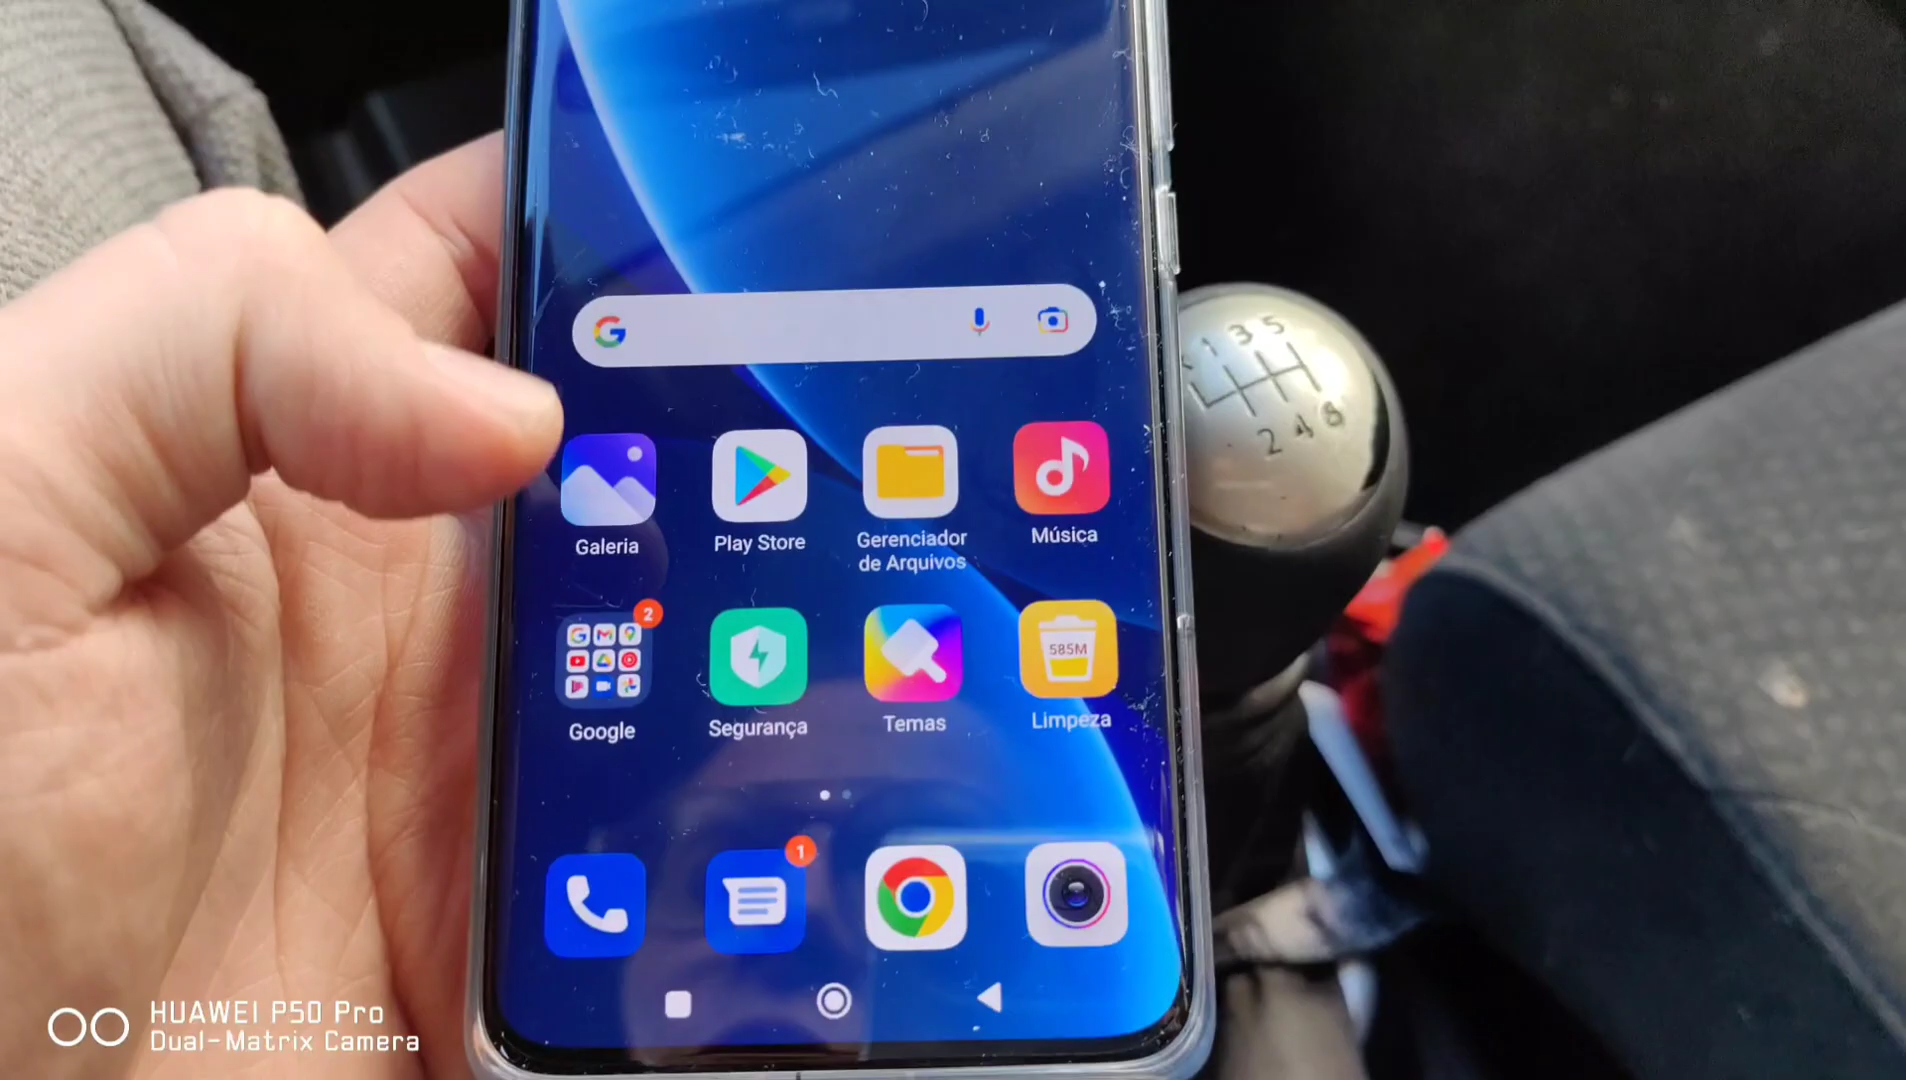 1 3 5
2 4 6
Galeria
Play Store
Gerenciador
de Arquivos
Música
2
585M
Google
Segurança
Temas
Limpeza
1
HUAWEI P50 Pro
Dual-Matrix Camera